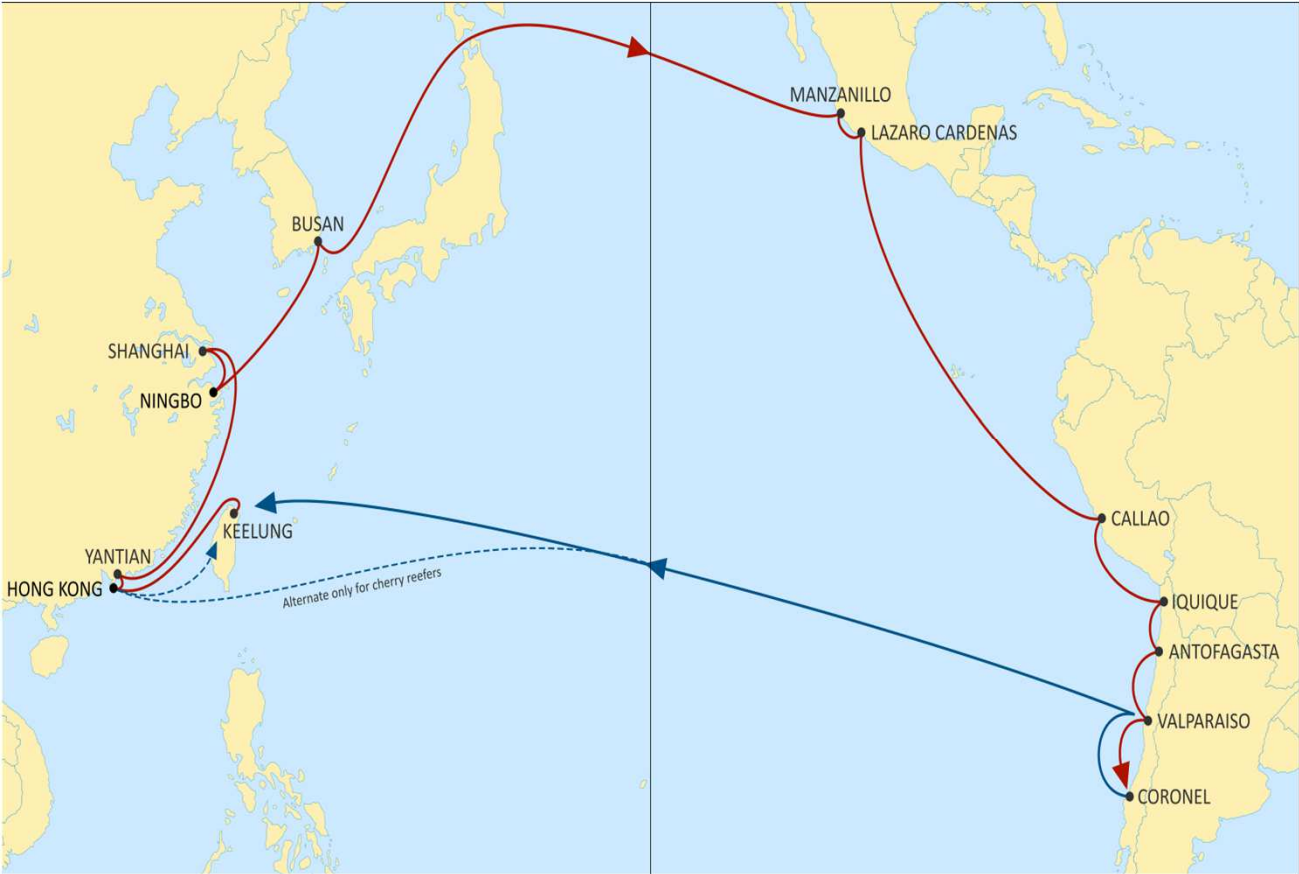 MANZANILLO
LAZARO CARDENAS
BUSAN
SHANGHAI
NINGBO
KEELUNG
CALLAO
YANTIAN
HONG KONG
Alternate only for cherry reefers
IQUIQUE
ANTOFAGASTA
VALPARAISO
CORONEL